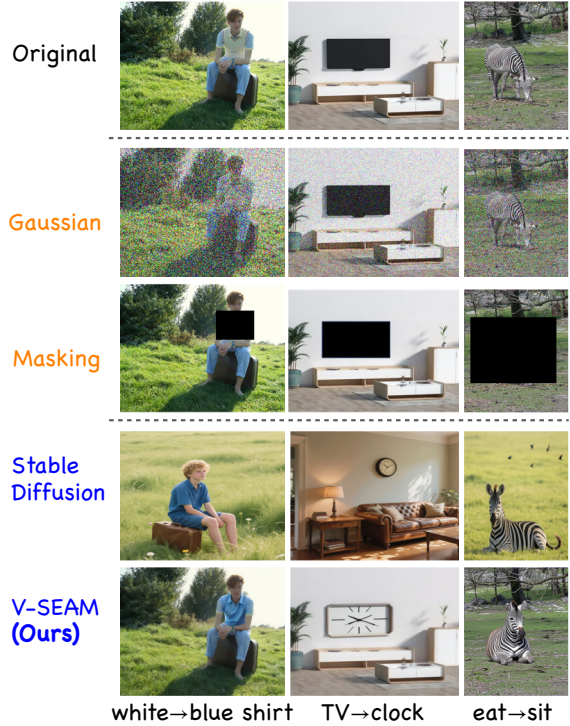 Original
Gaussian
Masking
Stable
Diffusion
V-SEAM
(Ours)
white→blue shirt TV→clock eat→sit